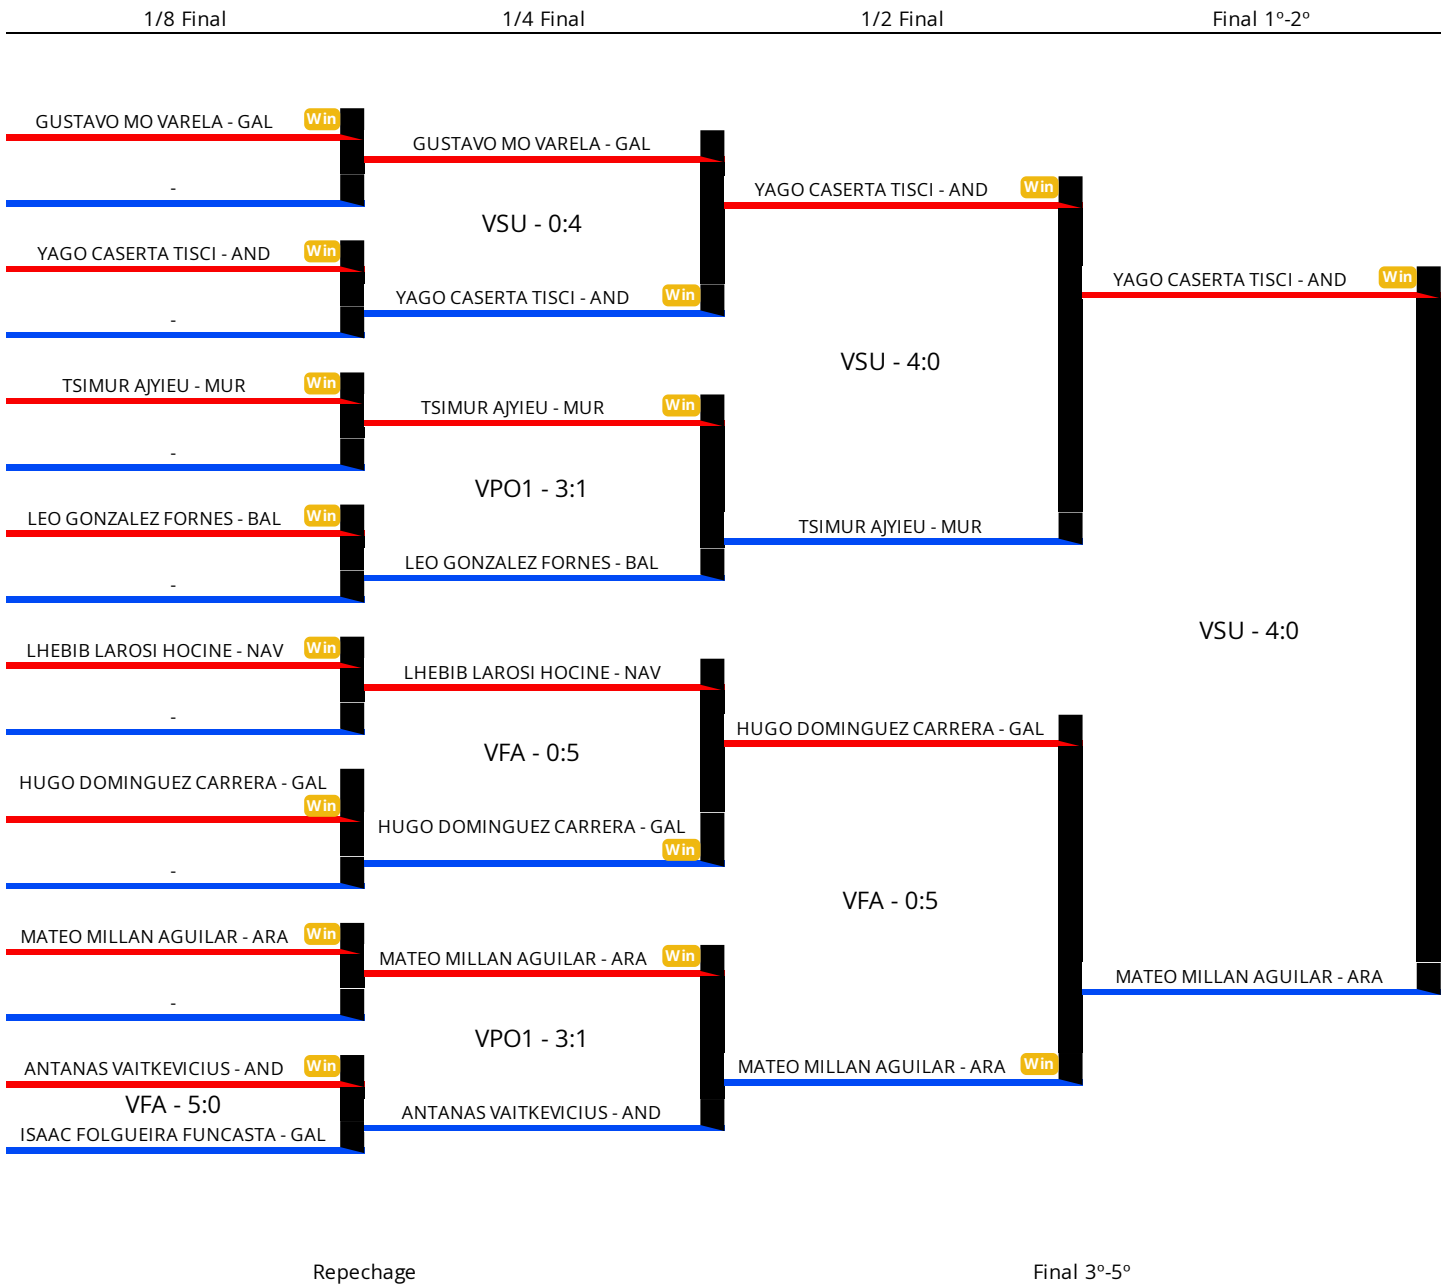 1/8 Final
1/4 Final
1/2 Final
Final 1º-2º
GUSTAVO MO VARELA - GAL
Win
-
YAGO CASERTA TISCI - AND
Win
-
TSIMUR AJYIEU - MUR
Win
-
LEO GONZALEZ FORNES - BAL
Win
-
LHEBIB LAROSI HOCINE - NAV
Win
-
HUGO DOMINGUEZ CARRERA - GAL
Win
-
MATEO MILLAN AGUILAR - ARA
Win
-
ANTANAS VAITKEVICIUS - AND
Win
VFA - 5:0
ISAAC FOLGUEIRA FUNCASTA - GAL
GUSTAVO MO VARELA - GAL
VSU - 0:4
YAGO CASERTA TISCI - AND
Win
TSIMUR AJYIEU - MUR
Win
VPO1 - 3:1
LEO GONZALEZ FORNES - BAL
LHEBIB LAROSI HOCINE - NAV
VFA - 0:5
HUGO DOMINGUEZ CARRERA - GAL
Win
MATEO MILLAN AGUILAR - ARA
Win
VPO1 - 3:1
ANTANAS VAITKEVICIUS - AND
YAGO CASERTA TISCI - AND
Win
VSU - 4:0
TSIMUR AJYIEU - MUR
HUGO DOMINGUEZ CARRERA - GAL
VFA - 0:5
MATEO MILLAN AGUILAR - ARA
Win
YAGO CASERTA TISCI - AND
Win
VSU - 4:0
MATEO MILLAN AGUILAR - ARA
Repechage
Final 3º-5º